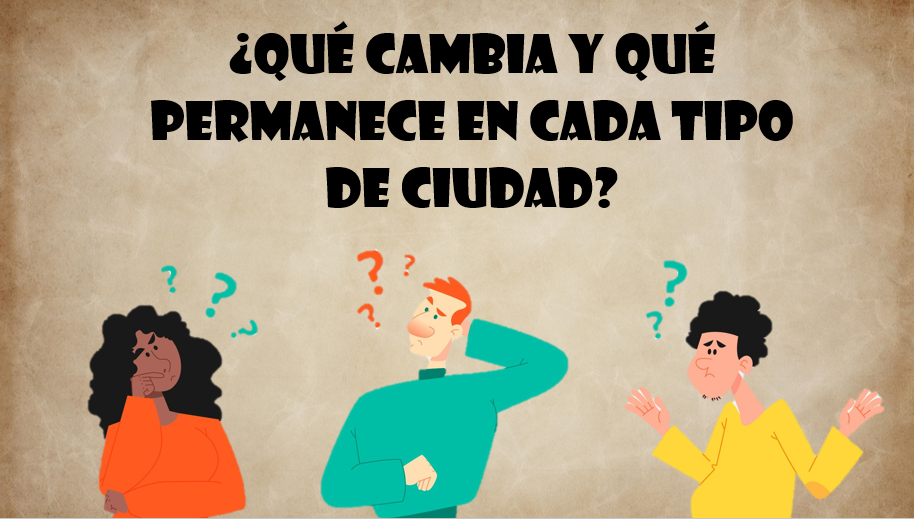 ¿QUÉ CAMBIA Y QUÉ
PERMANECE EN CADA TIPO
DE CIUDAD?
? ? ?
? ? ?
? ?